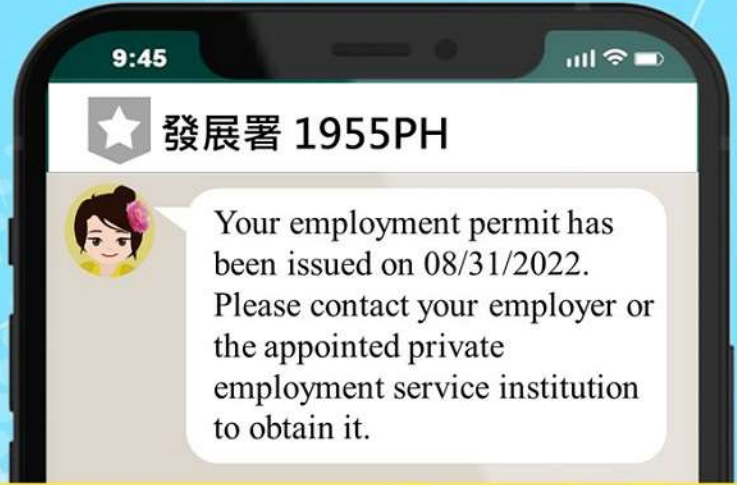 9:45
發展署 1955PH
Your employment permit has
been issued on 08/31/2022.
Please contact your employer or
the appointed private
employment service institution
to obtain it.